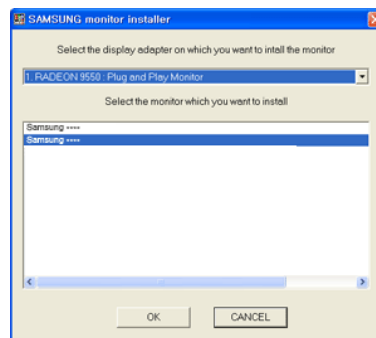 SAMSUNG monitor installer
Select the display adapter on which you want to intall the monitor
1. RADEON 9550 : Plug and Play Monitor
Select the monitor which you want to install
Samsung ••••
Samsung ••••
OK
CANCEL